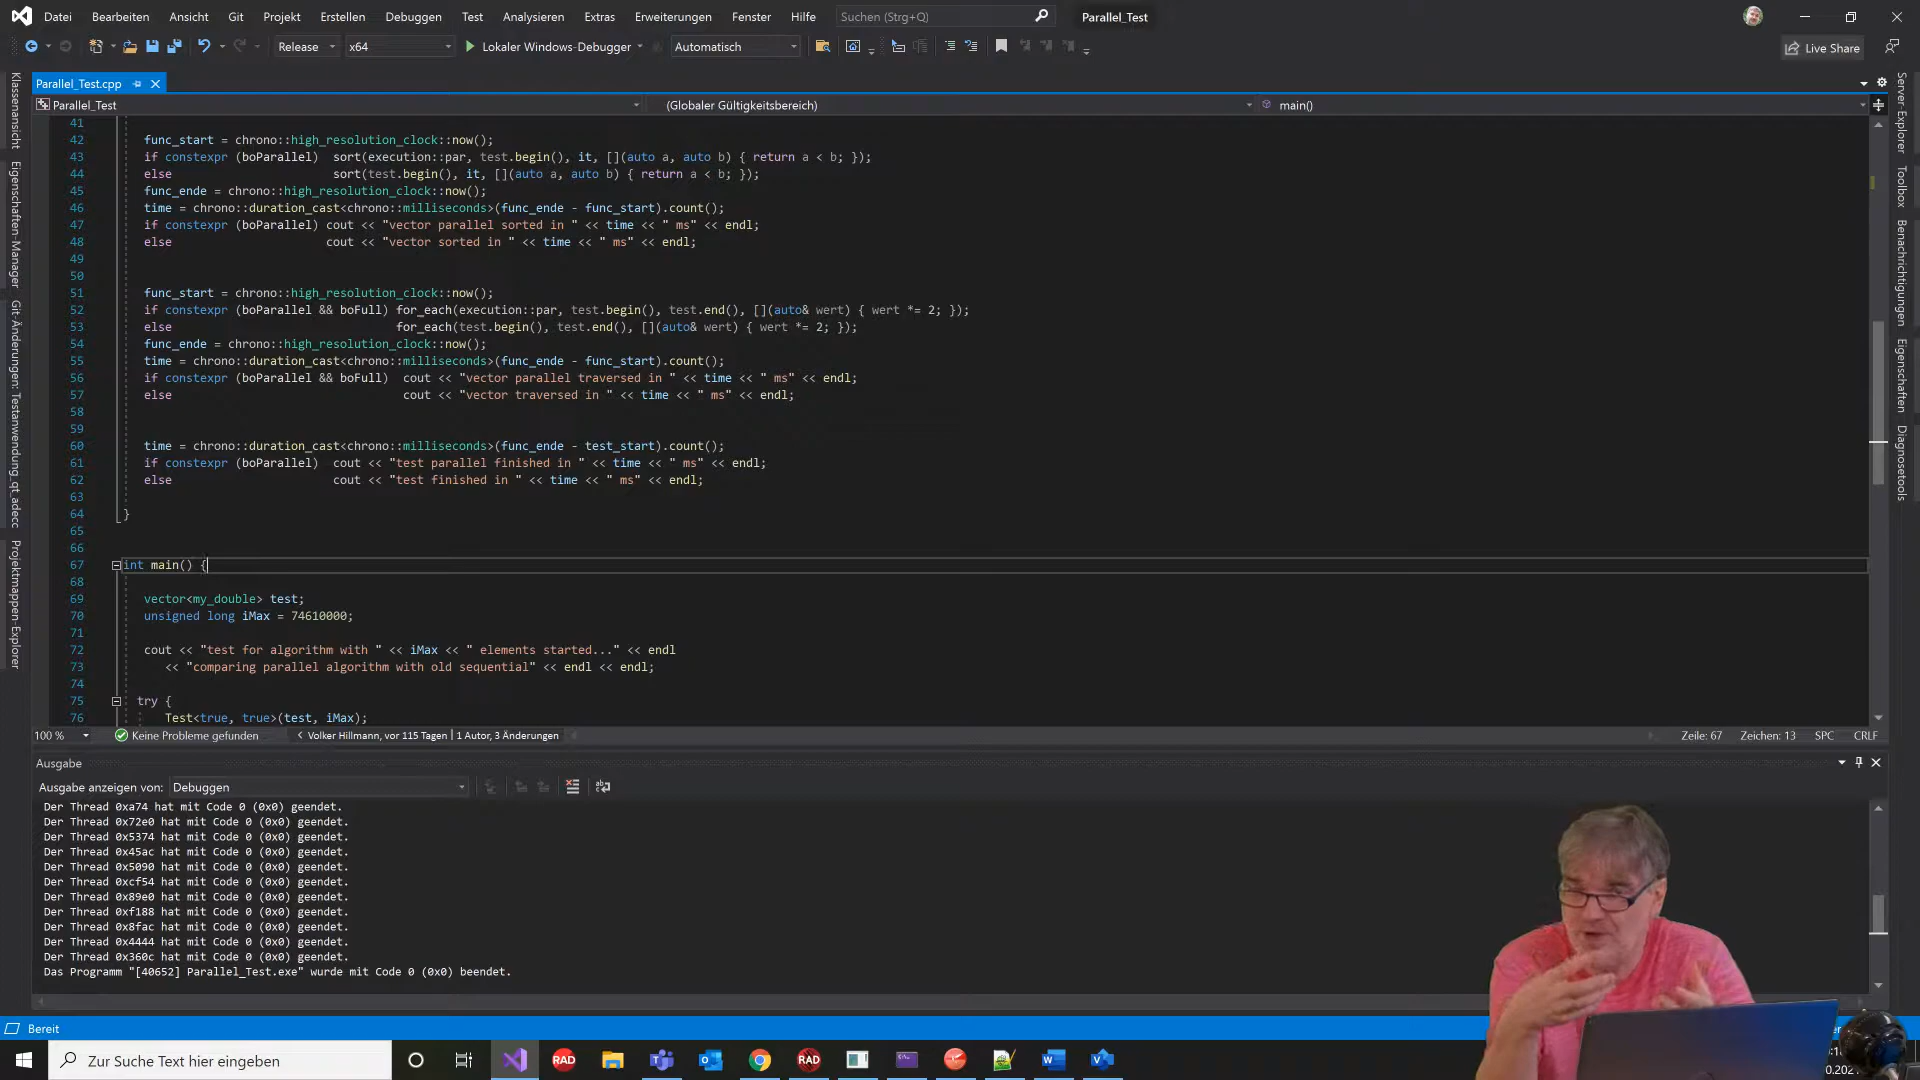 Datei Bearbeiten Ansicht Git Projekt Erstellen Debuggen Test Analysieren Extras Erweiterungen Fenster Hilfe Suchen (Strg+Q) Parallel_Test
Release x64 Lokaler Windows-Debugger Automatisch Live Share
Parallel_Test.cpp
Parallel_Test (Globaler Gültigkeitsbereich) main()
41
42 func_start = chrono::high_resolution_clock::now();
43 if constexpr (boParallel) sort(execution::par, test.begin(), it, [](auto a, auto b) { return a < b; });
44 else sort(test.begin(), it, [](auto a, auto b) { return a < b; });
45 func_ende = chrono::high_resolution_clock::now();
46 time = chrono::duration_cast<chrono::milliseconds>(func_ende - func_start).count();
47 if constexpr (boParallel) cout << "vector parallel sorted in " << time << " ms" << endl;
48 else cout << "vector sorted in " << time << " ms" << endl;
49
50
51 func_start = chrono::high_resolution_clock::now();
52 if constexpr (boParallel && boFull) for_each(execution::par, test.begin(), test.end(), [](auto& wert) { wert *= 2; });
53 else for_each(test.begin(), test.end(), [](auto& wert) { wert *= 2; });
54 func_ende = chrono::high_resolution_clock::now();
55 time = chrono::duration_cast<chrono::milliseconds>(func_ende - func_start).count();
56 if constexpr (boParallel && boFull) cout << "vector parallel traversed in " << time << " ms" << endl;
57 else cout << "vector traversed in " << time << " ms" << endl;
58
59
60 time = chrono::duration_cast<chrono::milliseconds>(func_ende - test_start).count();
61 if constexpr (boParallel) cout << "test parallel finished in " << time << " ms" << endl;
62 else cout << "test finished in " << time << " ms" << endl;
63
64 }
65
66
67 int main() {
68
69 vector<my_double> test;
70 unsigned long iMax = 74610000;
71
72 cout << "test for algorithm with " << iMax << " elements started..." << endl
73 << "comparing parallel algorithm with old sequential" << endl << endl;
74
75 try {
76 Test<true, true>(test, iMax);
100 % Keine Probleme gefunden Volker Hillmann, vor 115 Tagen | 1 Autor, 3 Änderungen Zeile: 67 Zeichen: 13 SPC CRLF
Ausgabe
Ausgabe anzeigen von: Debuggen
Der Thread 0xa74 hat mit Code 0 (0x0) geendet.
Der Thread 0x72e0 hat mit Code 0 (0x0) geendet.
Der Thread 0x5374 hat mit Code 0 (0x0) geendet.
Der Thread 0x45ac hat mit Code 0 (0x0) geendet.
Der Thread 0x5090 hat mit Code 0 (0x0) geendet.
Der Thread 0xcf54 hat mit Code 0 (0x0) geendet.
Der Thread 0x89e0 hat mit Code 0 (0x0) geendet.
Der Thread 0xf188 hat mit Code 0 (0x0) geendet.
Der Thread 0x8fac hat mit Code 0 (0x0) geendet.
Der Thread 0x4444 hat mit Code 0 (0x0) geendet.
Der Thread 0x360c hat mit Code 0 (0x0) geendet.
Das Programm "[40652] Parallel_Test.exe" wurde mit Code 0 (0x0) beendet.
Bereit
Zur Suche Text hier eingeben
RAD
RAD
Klassenansicht
Eigenschaften-Manager
Git-Änderungen: Testanwendung_qt_adecc
Projektmappen-Explorer
Server-Explorer
Toolbox
Benachrichtigungen
Eigenschaften
Diagnosetools